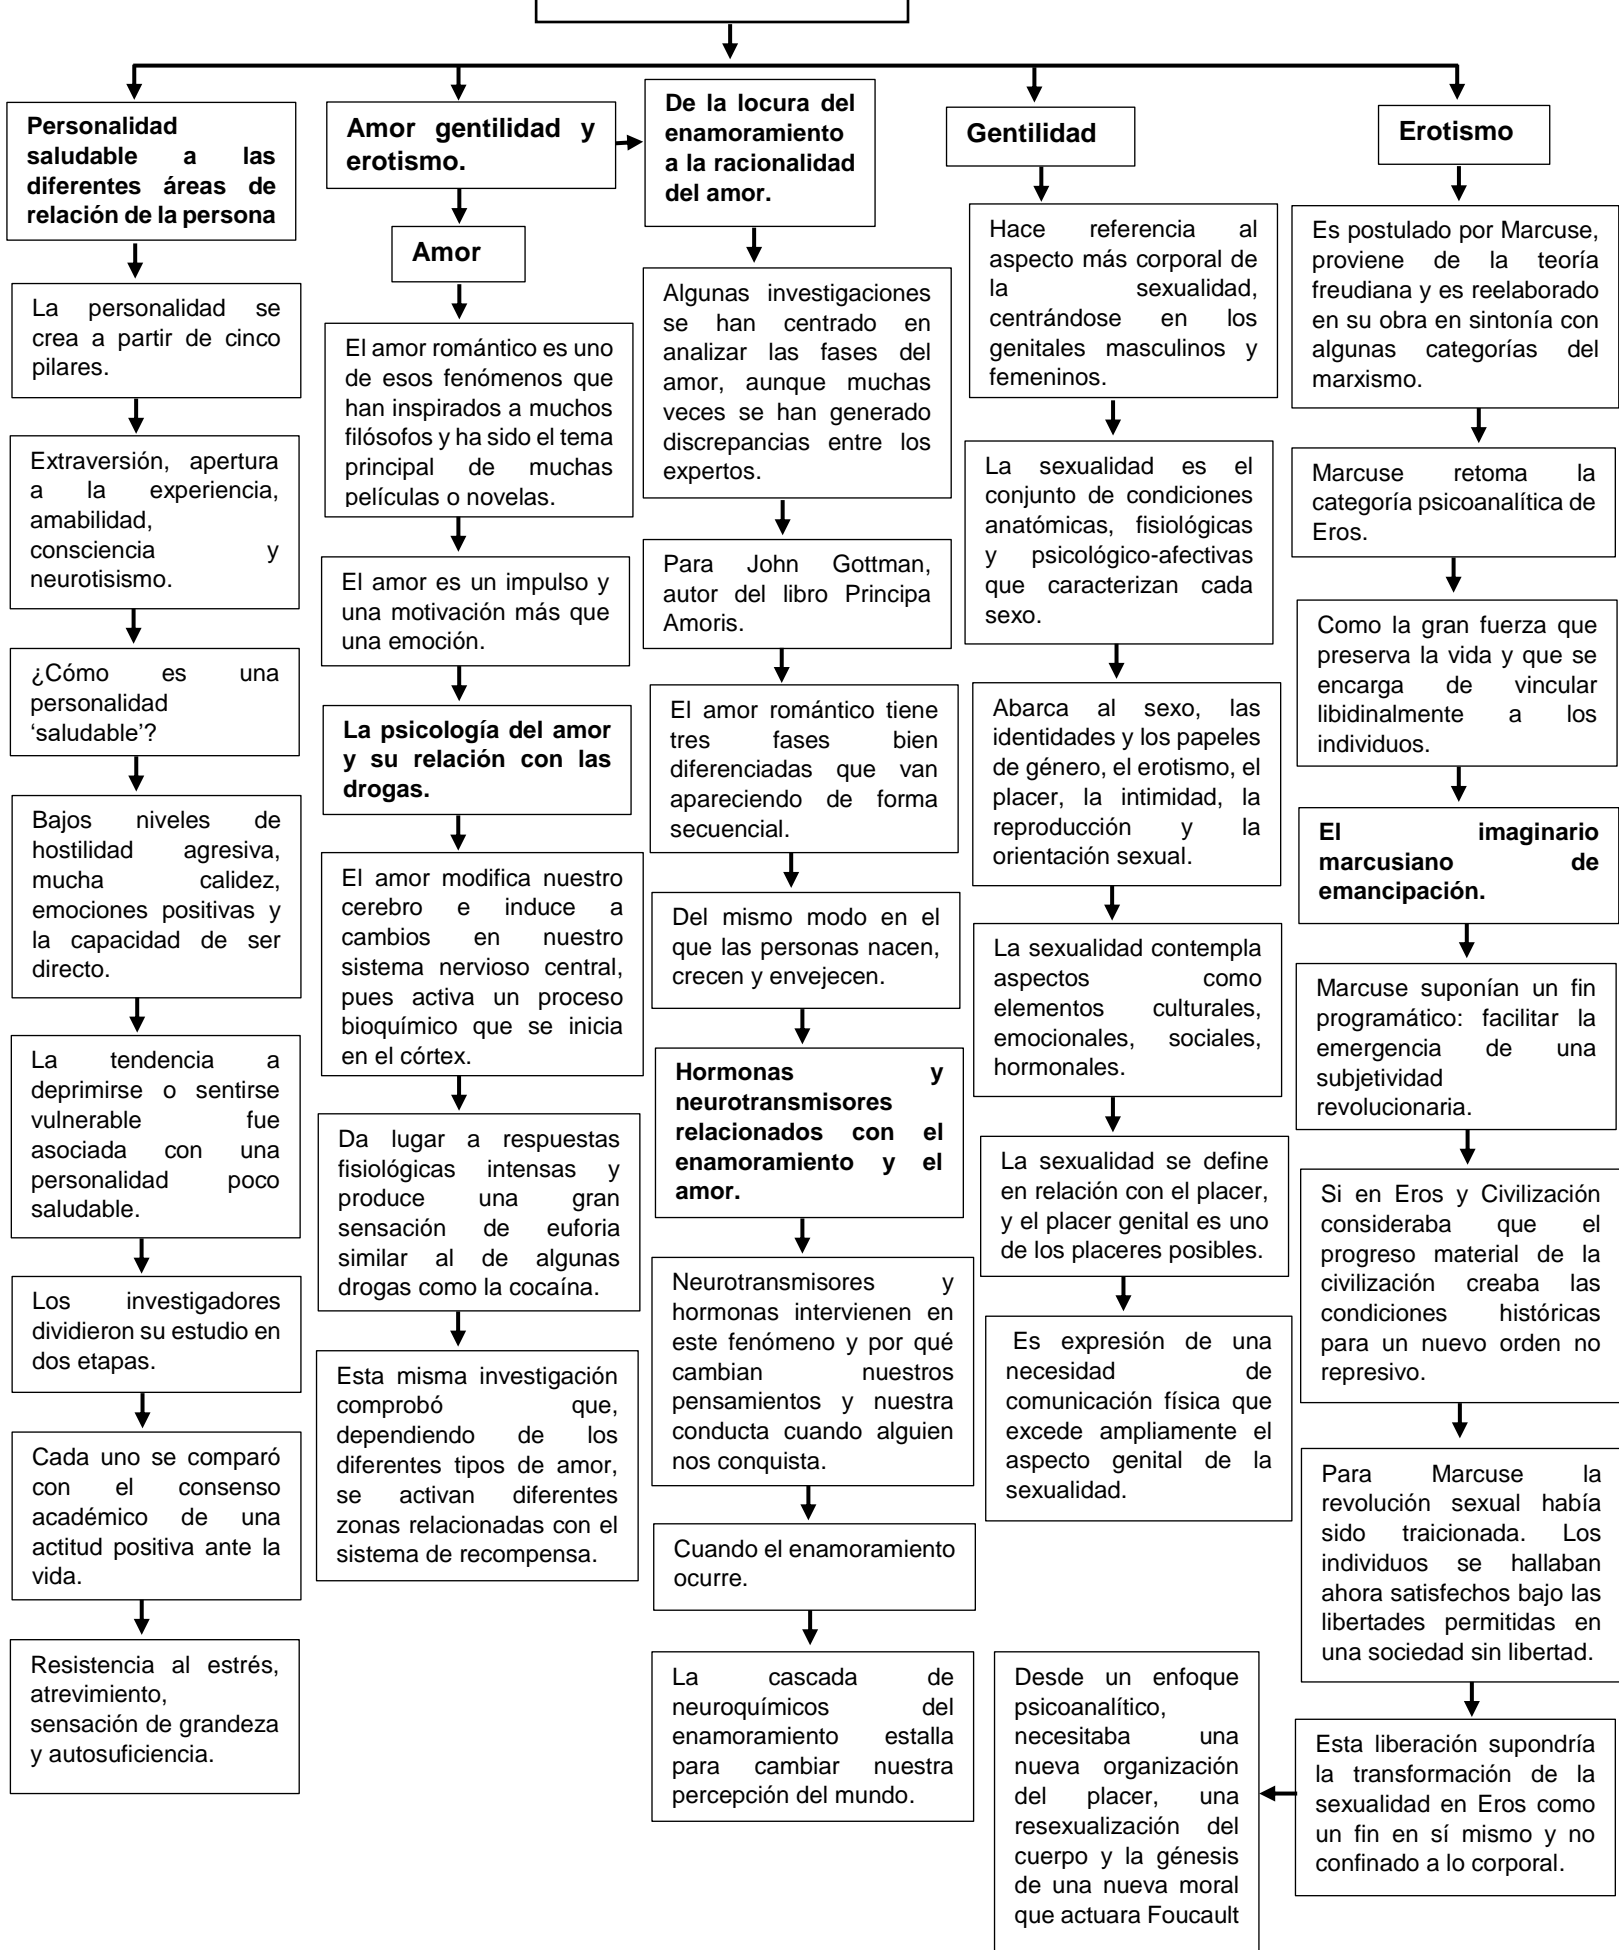 Personalidad
saludable a las
diferentes áreas de
relación de la persona
La personalidad se
crea a partir de cinco
pilares.
Extraversión, apertura
a la experiencia,
amabilidad,
consciencia y
neurotisismo.
¿Cómo es una
personalidad
‘saludable’?
Bajos niveles de
hostilidad agresiva,
mucha calidez,
emociones positivas y
la capacidad de ser
directo.
La tendencia a
deprimirse o sentirse
vulnerable fue
asociada con una
personalidad poco
saludable.
Los investigadores
dividieron su estudio en
dos etapas.
Cada uno se comparó
con el consenso
académico de una
actitud positiva ante la
vida.
Resistencia al estrés,
atrevimiento,
sensación de grandeza
y autosuficiencia.
Amor gentilidad y
erotismo.
Amor
El amor romántico es uno
de esos fenómenos que
han inspirados a muchos
filósofos y ha sido el tema
principal de muchas
películas o novelas.
El amor es un impulso y
una motivación más que
una emoción.
La psicología del amor
y su relación con las
drogas.
El amor modifica nuestro
cerebro e induce a
cambios en nuestro
sistema nervioso central,
pues activa un proceso
bioquímico que se inicia
en el córtex.
Da lugar a respuestas
fisiológicas intensas y
produce una gran
sensación de euforia
similar al de algunas
drogas como la cocaína.
Esta misma investigación
comprobó que,
dependiendo de los
diferentes tipos de amor,
se activan diferentes
zonas relacionadas con el
sistema de recompensa.
De la locura del
enamoramiento
a la racionalidad
del amor.
Algunas investigaciones
se han centrado en
analizar las fases del
amor, aunque muchas
veces se han generado
discrepancias entre los
expertos.
Para John Gottman,
autor del libro Principa
Amoris.
El amor romántico tiene
tres fases bien
diferenciadas que van
apareciendo de forma
secuencial.
Del mismo modo en el
que las personas nacen,
crecen y envejecen.
Hormonas y
neurotransmisores
relacionados con el
enamoramiento y el
amor.
Neurotransmisores y
hormonas intervienen en
este fenómeno y por qué
cambian nuestros
pensamientos y nuestra
conducta cuando alguien
nos conquista.
Cuando el enamoramiento
ocurre.
La cascada de
neuroquímicos del
enamoramiento estalla
para cambiar nuestra
percepción del mundo.
Gentilidad
Hace referencia al
aspecto más corporal de
la sexualidad,
centrándose en los
genitales masculinos y
femeninos.
La sexualidad es el
conjunto de condiciones
anatómicas, fisiológicas
y psicológico-afectivas
que caracterizan cada
sexo.
Abarca al sexo, las
identidades y los papeles
de género, el erotismo, el
placer, la intimidad, la
reproducción y la
orientación sexual.
La sexualidad contempla
aspectos como
elementos culturales,
emocionales, sociales,
hormonales.
La sexualidad se define
en relación con el placer,
y el placer genital es uno
de los placeres posibles.
Es expresión de una
necesidad de
comunicación física que
excede ampliamente el
aspecto genital de la
sexualidad.
Erotismo
Es postulado por Marcuse,
proviene de la teoría
freudiana y es reelaborado
en su obra en sintonía con
algunas categorías del
marxismo.
Marcuse retoma la
categoría psicoanalítica de
Eros.
Como la gran fuerza que
preserva la vida y que se
encarga de vincular
libidinalmente a los
individuos.
El imaginario
marcusiano de
emancipación.
Marcuse suponían un fin
programático: facilitar la
emergencia de una
subjetividad
revolucionaria.
Si en Eros y Civilización
consideraba que el
progreso material de la
civilización creaba las
condiciones históricas
para un nuevo orden no
represivo.
Para Marcuse la
revolución sexual había
sido traicionada. Los
individuos se hallaban
ahora satisfechos bajo las
libertades permitidas en
una sociedad sin libertad.
Esta liberación supondría
la transformación de la
sexualidad en Eros como
un fin en sí mismo y no
confinado a lo corporal.
Desde un enfoque
psicoanalítico,
necesitaba una
nueva organización
del placer, una
resexualización del
cuerpo y la génesis
de una nueva moral
que actuara Foucault